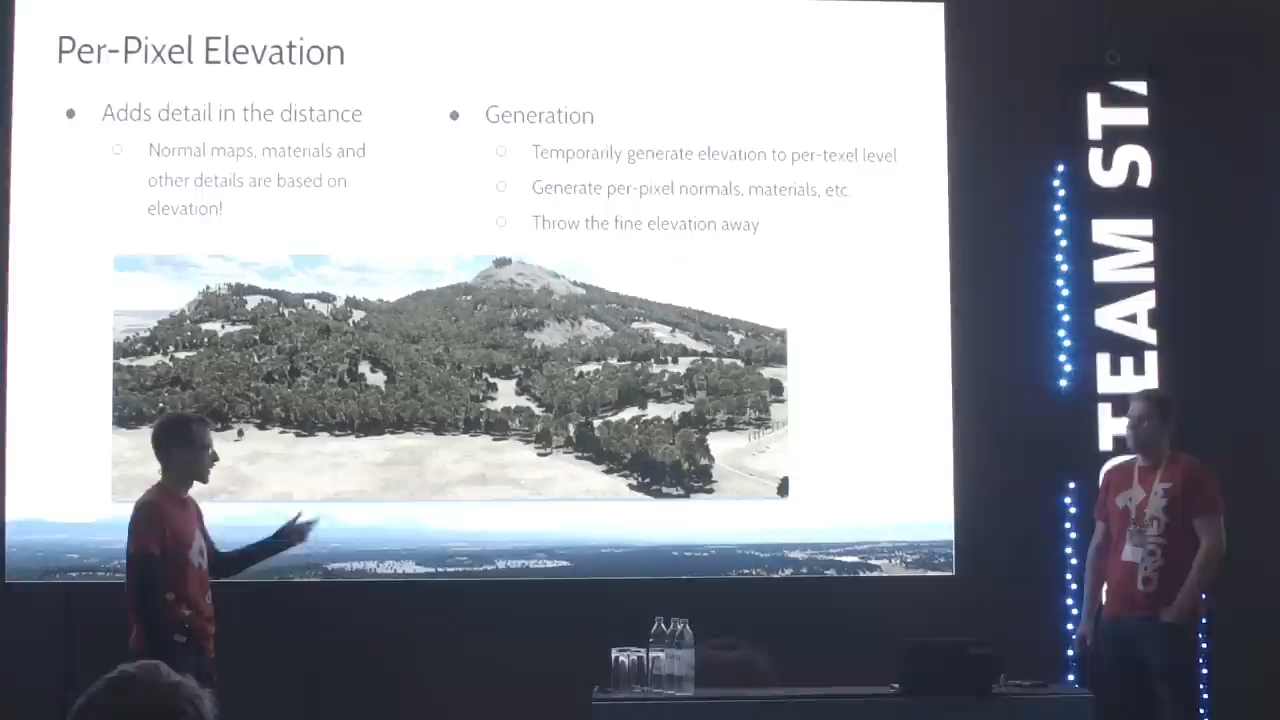 Per-Pixel Elevation
Adds detail in the distance
Normal maps, materials and
other details are based on
elevation!
Generation
Temporarily generate elevation to per-texel level
Generate per-pixel normals, materials, etc.
Throw the fine elevation away
TEAM